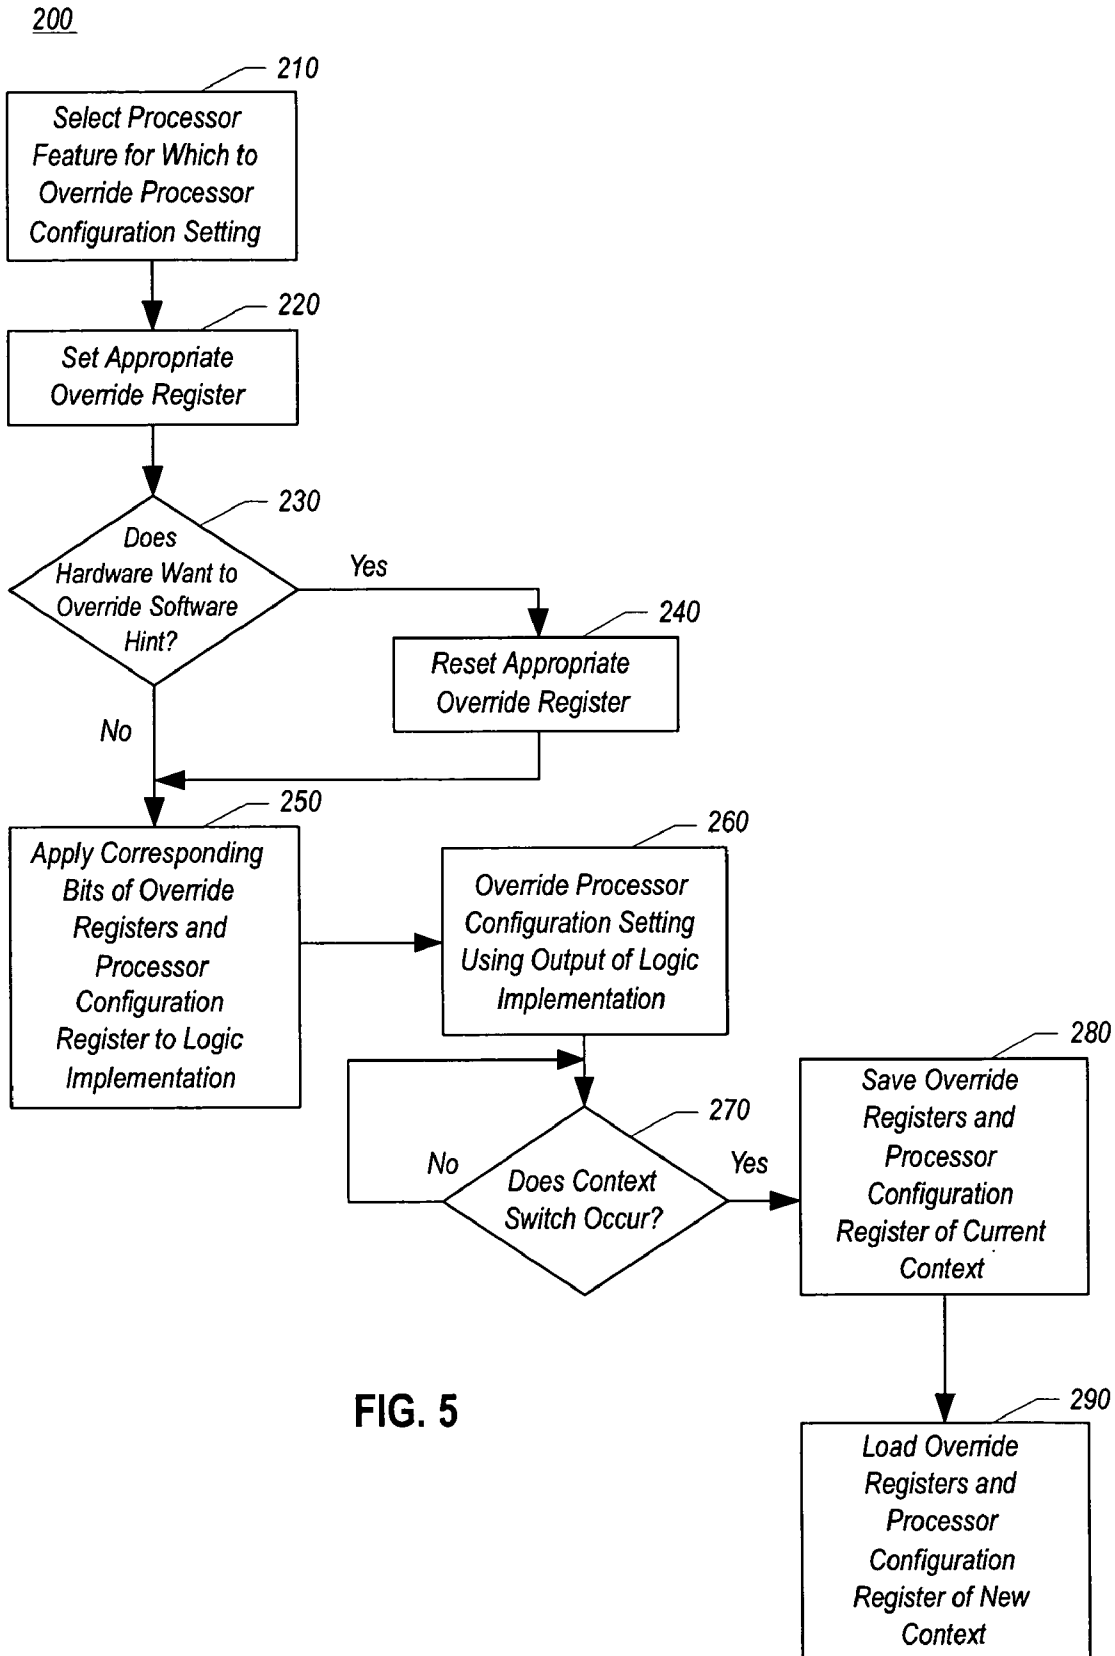 200
210
Select Processor
Feature for Which to
Override Processor
Configuration Setting
220
Set Appropriate
Override Register
230
Does
Hardware Want to
Override Software
Hint?
Yes
240
Reset Appropriate
Override Register
No
250
Apply Corresponding
Bits of Override
Registers and
Processor
Configuration
Register to Logic
Implementation
260
Override Processor
Configuration Setting
Using Output of Logic
Implementation
270
Does Context
Switch Occur?
No
Yes
280
Save Override
Registers and
Processor
Configuration
Register of Current
Context
290
Load Override
Registers and
Processor
Configuration
Register of New
Context
FIG. 5